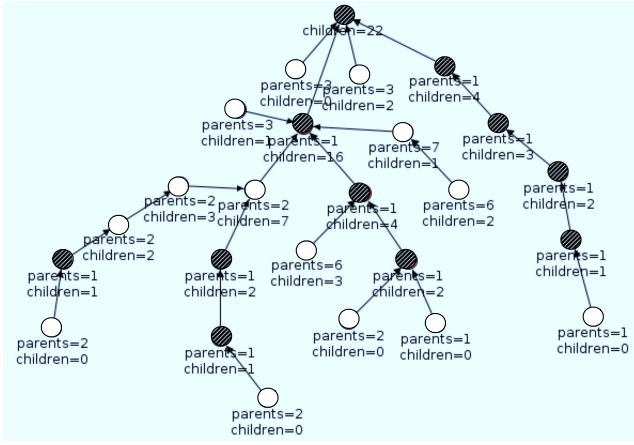 children=22
parents=3
children=0
parents=3
children=2
parents=1
children=4
parents=3
children=1
parents=1
children=16
parents=7
children=1
parents=1
children=3
parents=2
children=3
parents=2
children=7
parents=1
children=4
parents=6
children=2
parents=1
children=2
parents=2
children=2
parents=1
children=1
parents=1
children=2
parents=6
children=3
parents=1
children=2
parents=1
children=1
parents=2
children=0
parents=1
children=1
parents=2
children=0
parents=1
children=0
parents=1
children=0
parents=2
children=0